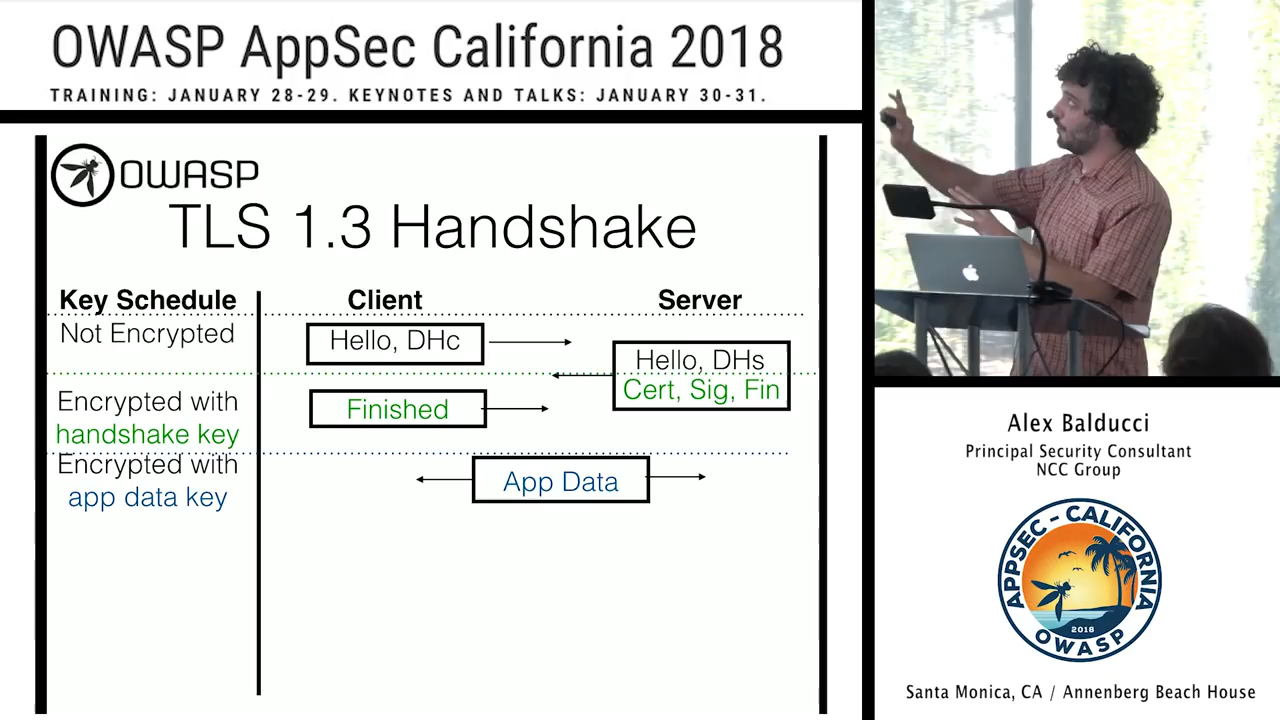 OWASP AppSec California 2018
TRAINING: JANUARY 28-29. KEYNOTES AND TALKS: JANUARY 30-31.
OWASP
TLS 1.3 Handshake
Key Schedule
Client
Server
Not Encrypted
Hello, DHc
Hello, DHs
Cert, Sig, Fin
Encrypted with
handshake key
Finished
Encrypted with
app data key
App Data
Alex Balducci
Principal Security Consultant
NCC Group
APPSEC - CALIFORNIA
2018
OWASP
Santa Monica, CA / Annenberg Beach House